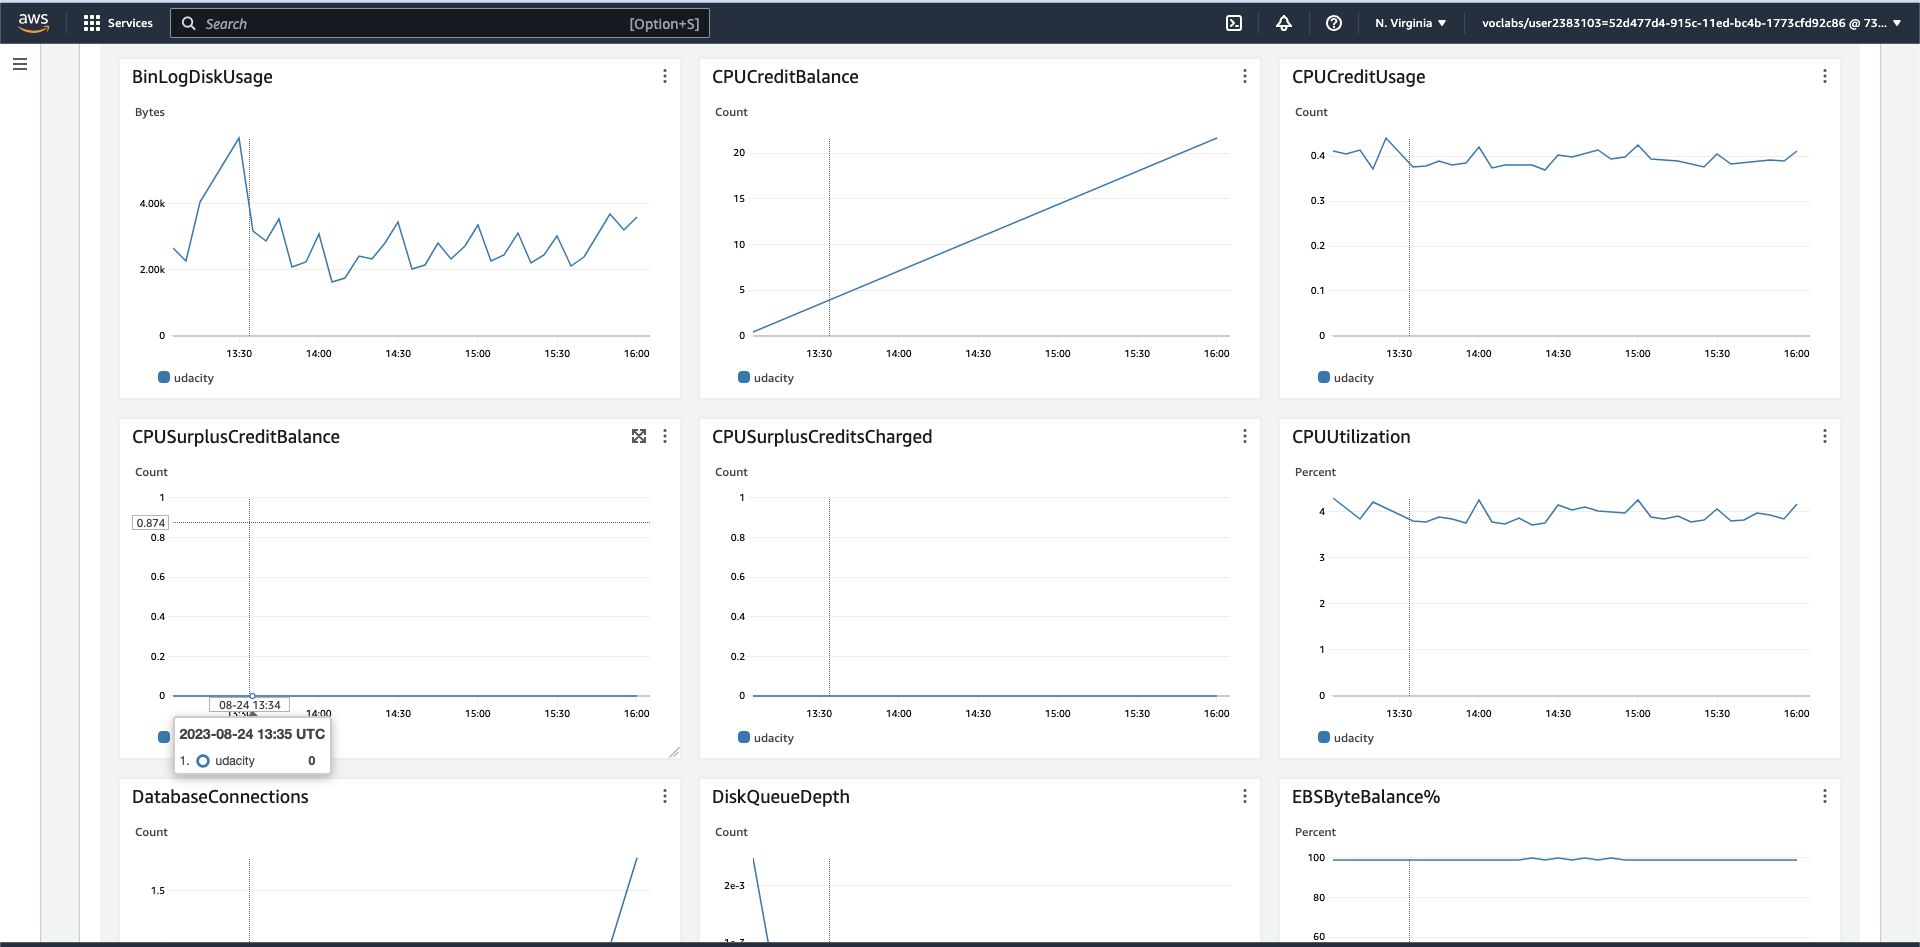 aws
Services
Search
[Option+S]
N. Virginia
voclabs/user2383103=52d477d4-915c-11ed-bc4b-1773cfd92c86 @ 73...
BinLogDiskUsage
Bytes
4.00k
2.00k
0
13:30 14:00 14:30 15:00 15:30 16:00
udacity
CPUCreditBalance
Count
20
15
10
5
0
13:30 14:00 14:30 15:00 15:30 16:00
udacity
CPUCreditUsage
Count
0.4
0.3
0.2
0.1
0
13:30 14:00 14:30 15:00 15:30 16:00
udacity
CPUSurplusCreditBalance
Count
1
0.874
0.8
0.6
0.4
0.2
0
08-24 13:34
13:30 14:00 14:30 15:00 15:30 16:00
2023-08-24 13:35 UTC
1. udacity 0
CPUSurplusCreditsCharged
Count
1
0.8
0.6
0.4
0.2
0
13:30 14:00 14:30 15:00 15:30 16:00
udacity
CPUUtilization
Percent
4
3
2
1
0
13:30 14:00 14:30 15:00 15:30 16:00
udacity
DatabaseConnections
Count
1.5
DiskQueueDepth
Count
2e-3
1e-3
EBSByteBalance%
Percent
100
80
60